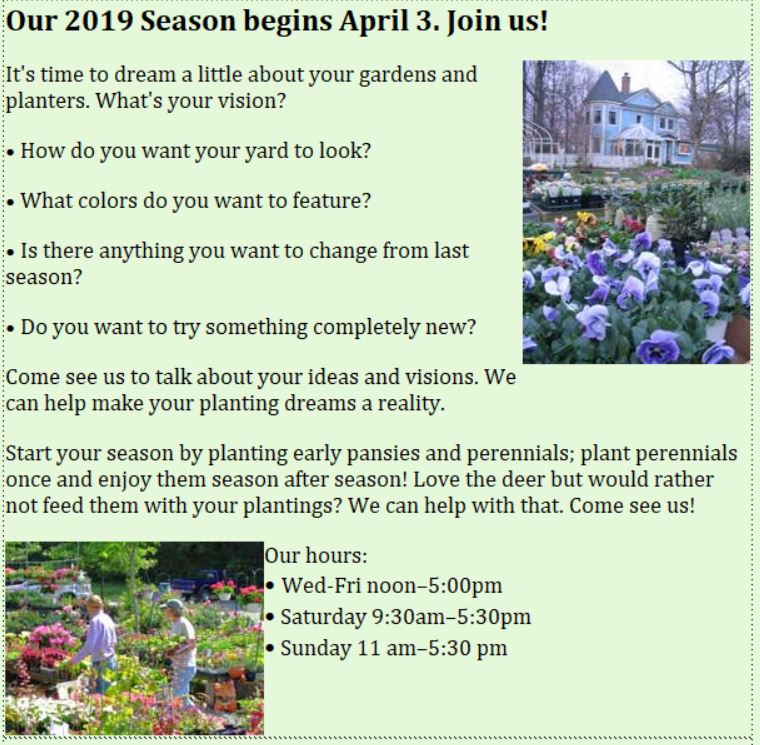 Our 2019 Season begins April 3. Join us!
It's time to dream a little about your gardens and
planters. What's your vision?
• How do you want your yard to look?
• What colors do you want to feature?
• Is there anything you want to change from last
season?
• Do you want to try something completely new?
Come see us to talk about your ideas and visions. We
can help make your planting dreams a reality.
Start your season by planting early pansies and perennials; plant perennials
once and enjoy them season after season! Love the deer but would rather
not feed them with your plantings? We can help with that. Come see us!
Our hours:
• Wed-Fri noon–5:00pm
• Saturday 9:30am–5:30pm
• Sunday 11 am–5:30 pm